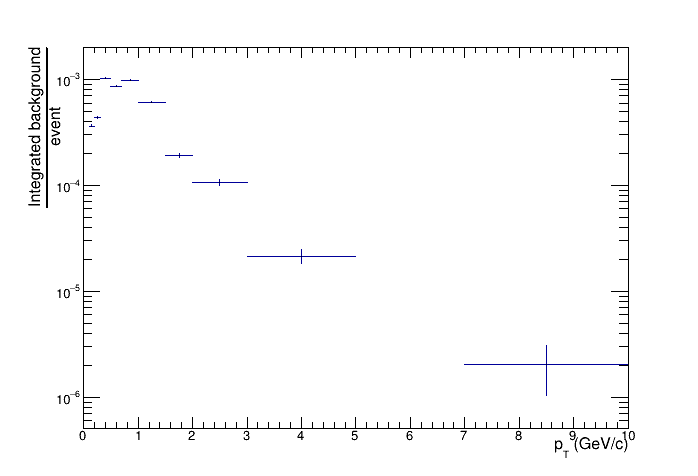 Integrated background
event
10⁻³
10⁻⁴
10⁻⁵
10⁻⁶
0 1 2 3 4 5 6 7 8 9 10
p_T (GeV/c)